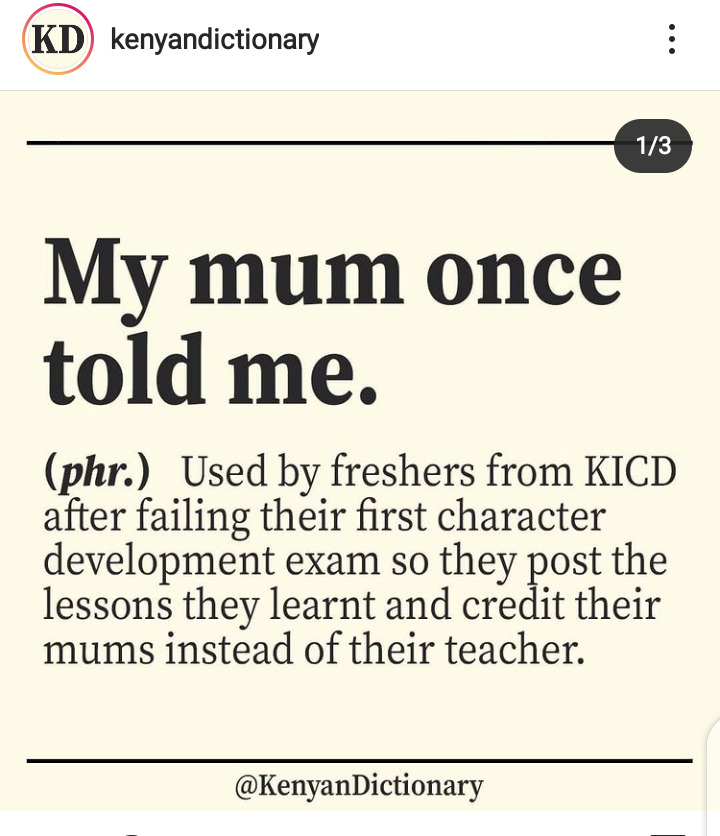 KD kenyandictionary
1/3
My mum once
told me.
(phr.) Used by freshers from KICD
after failing their first character
development exam so they post the
lessons they learnt and credit their
mums instead of their teacher.
@KenyanDictionary